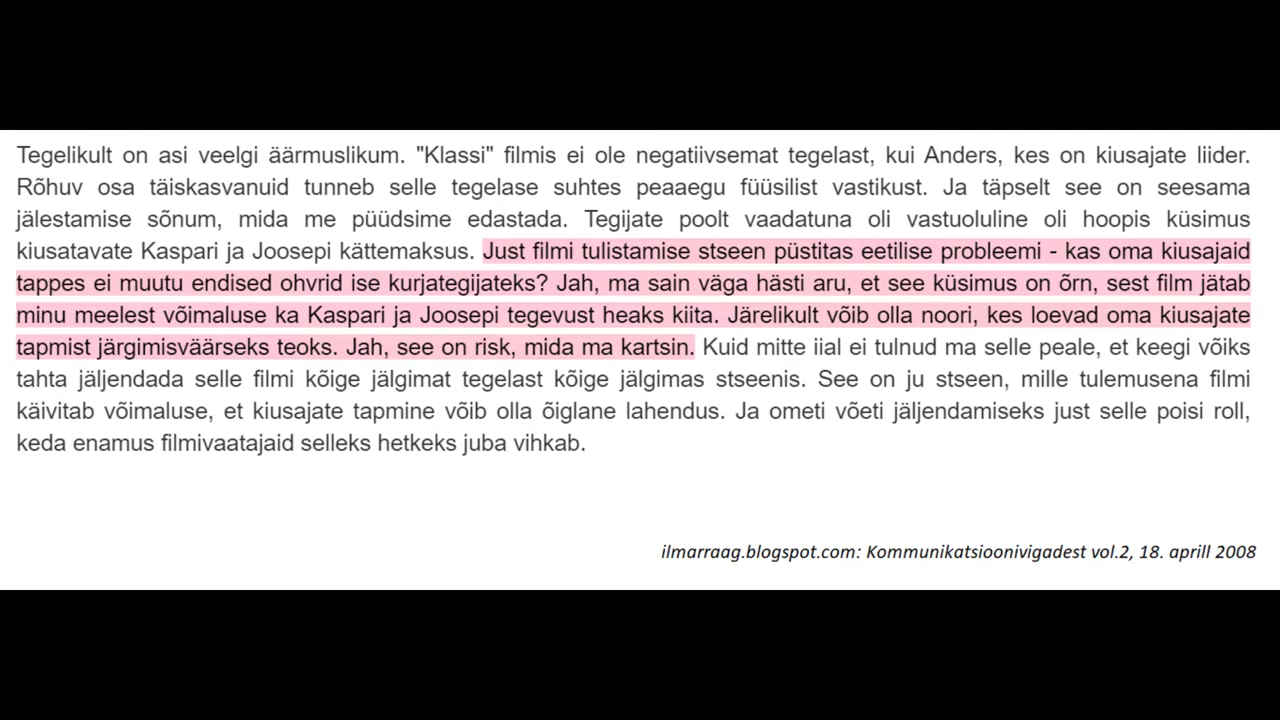 Tegelikult on asi veelgi äärmuslikum. "Klassi" filmis ei ole negatiivsemat tegelast, kui Anders, kes on kiusajate liider.
Rõhuv osa täiskasvanuid tunneb selle tegelase suhtes peaaegu füüsilist vastikust. Ja täpselt see on seesama
jälestamise sõnum, mida me püüdsime edastada. Tegijate poolt vaadatuna oli vastuoluline oli hoopis küsimus
kiusatavate Kaspari ja Joosepi kättemaksus. Just filmi tulistamise stseen püstitas eetilise probleemi - kas oma kiusajaid
tappes ei muutu endised ohvrid ise kurjategijateks? Jah, ma sain väga hästi aru, et see küsimus on õrn, sest film jätab
minu meelest võimaluse ka Kaspari ja Joosepi tegevust heaks kiita. Järelikult võib olla noori, kes loevad oma kiusajate
tapmist järgimisväärseks teoks. Jah, see on risk, mida ma kartsin. Kuid mitte iial ei tulnud ma selle peale, et keegi võiks
tahta jäljendada selle filmi kõige jälgimat tegelast kõige jälgimas stseenis. See on ju stseen, mille tulemusena filmi
käivitab võimaluse, et kiusajate tapmine võib olla õiglane lahendus. Ja ometi võeti jäljendamiseks just selle poisi roll,
keda enamus filmivaatajaid selleks hetkeks juba vihkab.
ilmarraag.blogspot.com: Kommunikatsioonivigadest vol.2, 18. aprill 2008